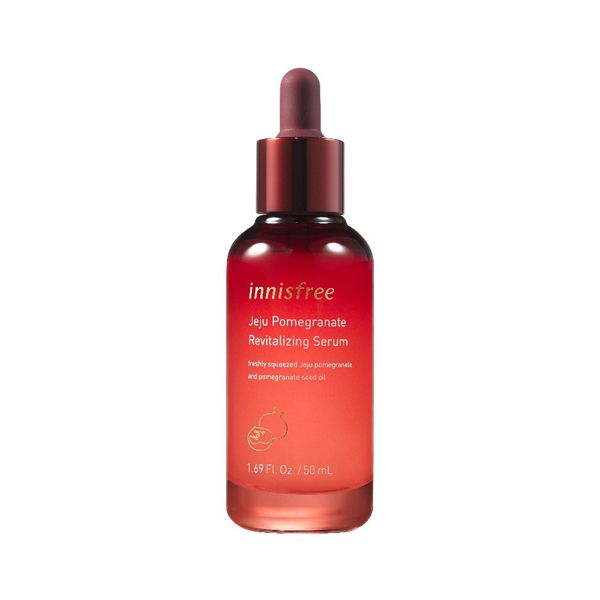 innisfree
Jeju Pomegranate
Revitalizing Serum
freshly squeezed Jeju pomegranate
and pomegranate seed oil
1.69 Fl. Oz. / 50 mL